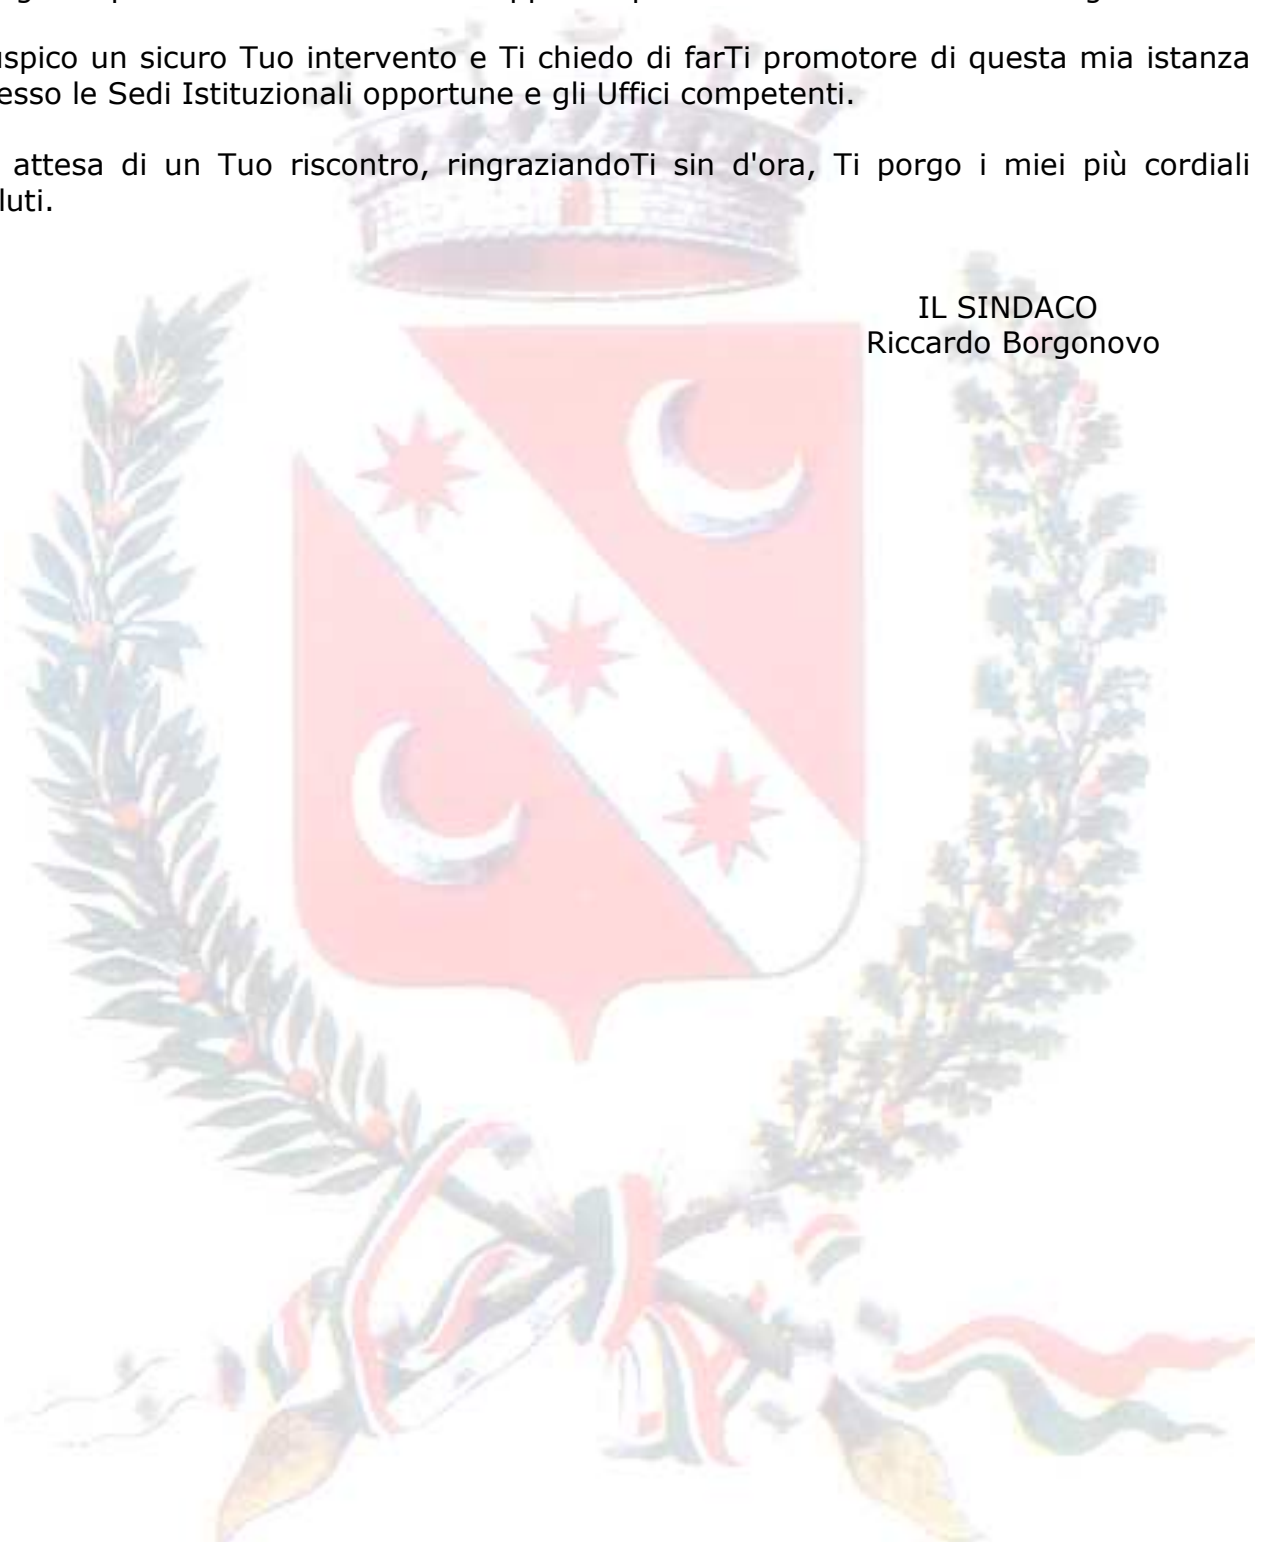 uspico un sicuro Tuo intervento e Ti chiedo di farTi promotore di questa mia istanza
esso le Sedi Istituzionali opportune e gli Uffici competenti.
attesa di un Tuo riscontro, ringraziandoTi sin d'ora, Ti porgo i miei più cordiali
luti.
IL SINDACO
Riccardo Borgonovo